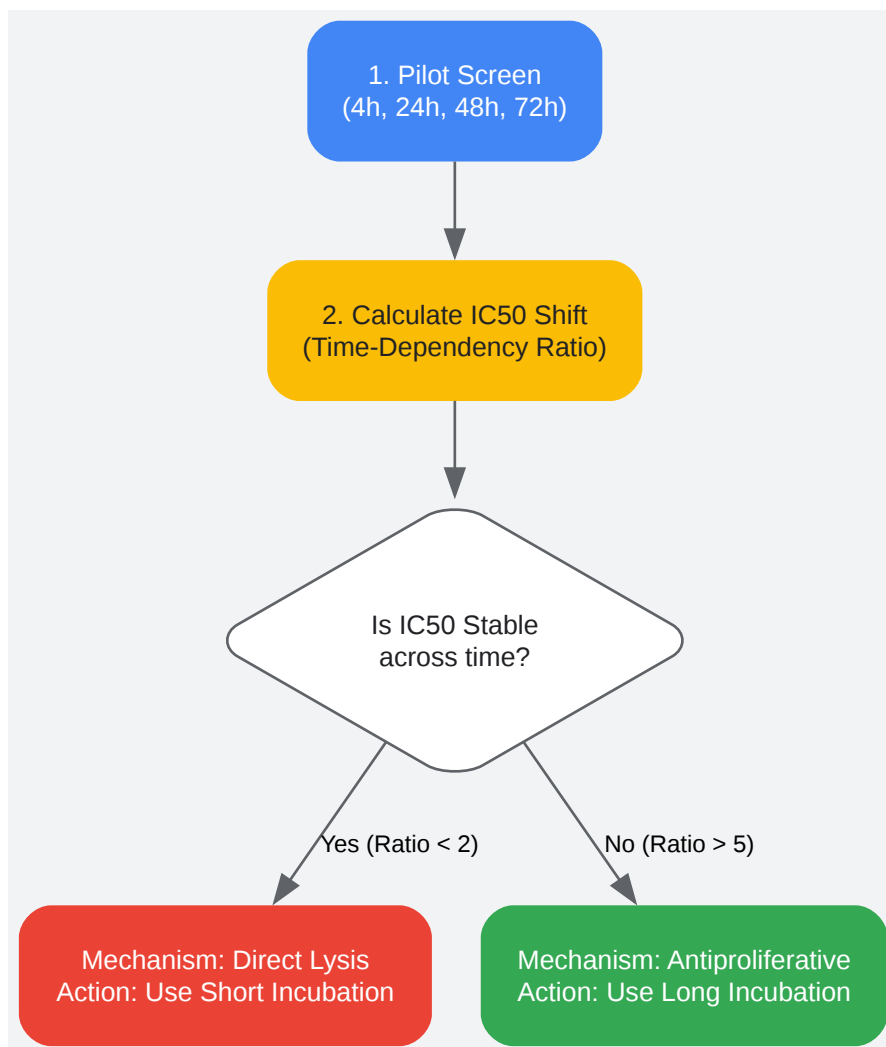 1. Pilot Screen
(4h, 24h, 48h, 72h)
2. Calculate IC50 Shift
(Time-Dependency Ratio)
Is IC50 Stable
across time?
Yes (Ratio < 2)
No (Ratio > 5)
Mechanism: Direct Lysis
Action: Use Short Incubation
Mechanism: Antiproliferative
Action: Use Long Incubation